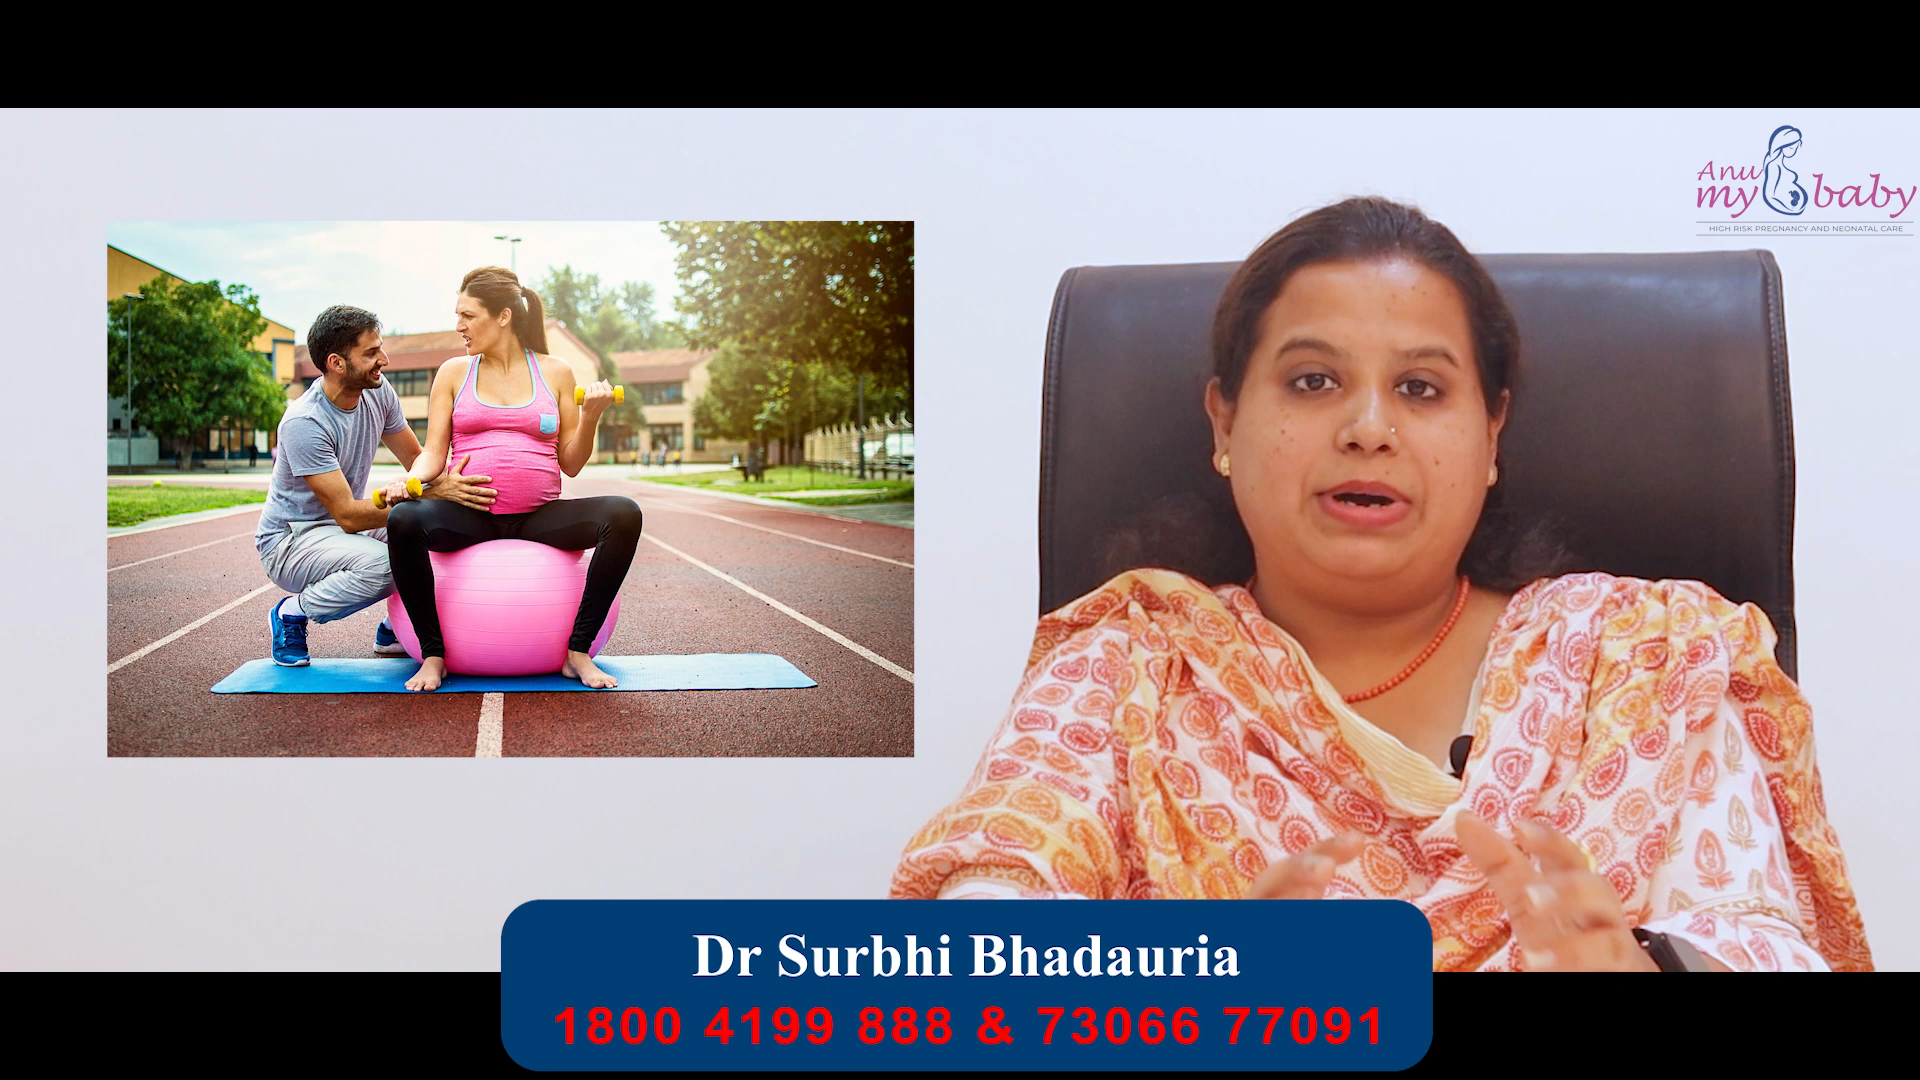 Anu
my baby
HIGH RISK PREGNANCY AND NEONATAL CARE
Dr Surbhi Bhadauria
1800 4199 888 & 73066 77091